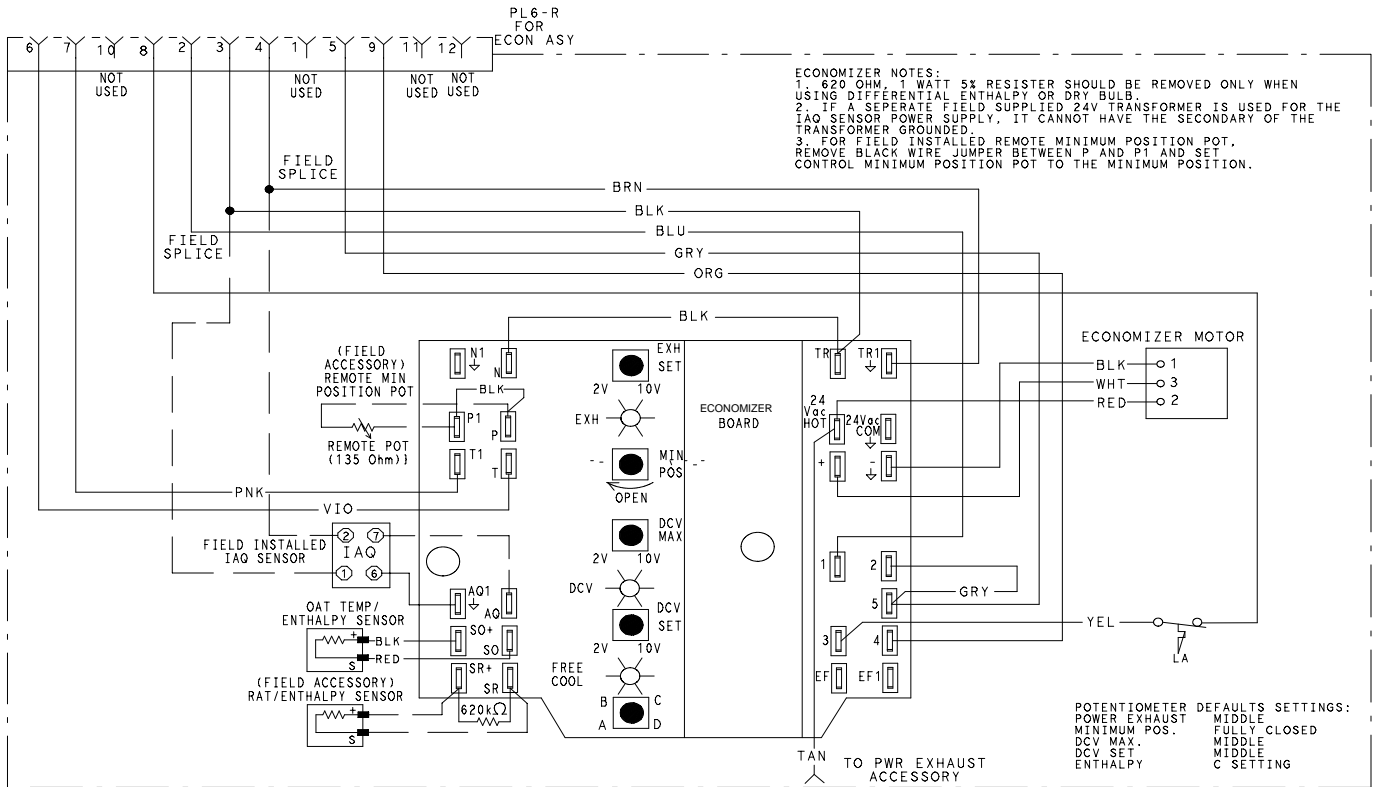 PL6-R
FOR
ECON ASY
6 7 10 8 2 3 4 1 5 9 11 12
NOT
USED
NOT
USED
NOT
USED
NOT
USED
ECONOMIZER NOTES:
1. 620 OHM, 1 WATT 5% RESISTER SHOULD BE REMOVED ONLY WHEN
USING DIFFERENTIAL ENTHALPY OR DRY BULB.
2. IF A SEPERATE FIELD SUPPLIED 24V TRANSFORMER IS USED FOR THE
IAQ SENSOR POWER SUPPLY, IT CANNOT HAVE THE SECONDARY OF THE
TRANSFORMER GROUNDED.
3. FOR FIELD INSTALLED REMOTE MINIMUM POSITION POT,
REMOVE BLACK WIRE JUMPER BETWEEN P AND P1 AND SET
CONTROL MINIMUM POSITION POT TO THE MINIMUM POSITION.
FIELD
SPLICE
BRN
BLK
BLU
FIELD
SPLICE
GRY
ORG
BLK
(FIELD
ACCESSORY)
REMOTE MIN
POSITION POT
REMOTE POT
(135 Ohm)}
N1
N
BLK
P1
P
T1
T
PNK
VIO
FIELD INSTALLED
IAQ SENSOR
2 7
IAQ
1 6
OAT TEMP/
ENTHALPY SENSOR
+
S
BLK
RED
(FIELD ACCESSORY)
RAT/ENTHALPY SENSOR
+
S
AQ1
AQ
SO+
SO
SR+
SR
620kΩ
EXH
SET
2V 10V
EXH
MIN
POS
OPEN
DCV
MAX
2V 10V
DCV
DCV
SET
2V 10V
FREE
COOL
B C
A D
ECONOMIZER
BOARD
TR TR1
24
Vac
HOT
24Vac
COM
+ -
1 2
5
GRY
3 4
EF EF1
ECONOMIZER MOTOR
BLK 1
WHT 3
RED 2
YEL
LA
TAN
TO PWR EXHAUST
ACCESSORY
POTENTIOMETER DEFAULTS SETTINGS:
POWER EXHAUST MIDDLE
MINIMUM POS. FULLY CLOSED
DCV MAX. MIDDLE
DCV SET MIDDLE
ENTHALPY C SETTING